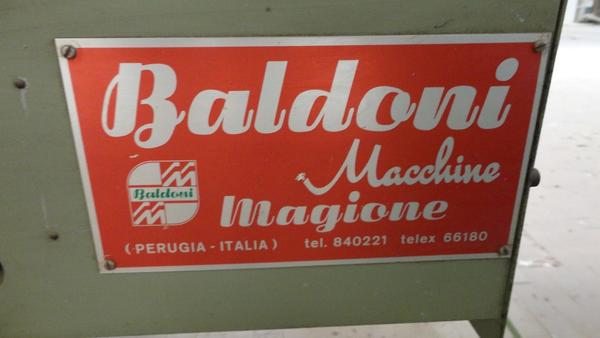 Baldoni
Macchine
Baldoni
Magione
(PERUGIA - ITALIA) tel. 840221 telex 66180